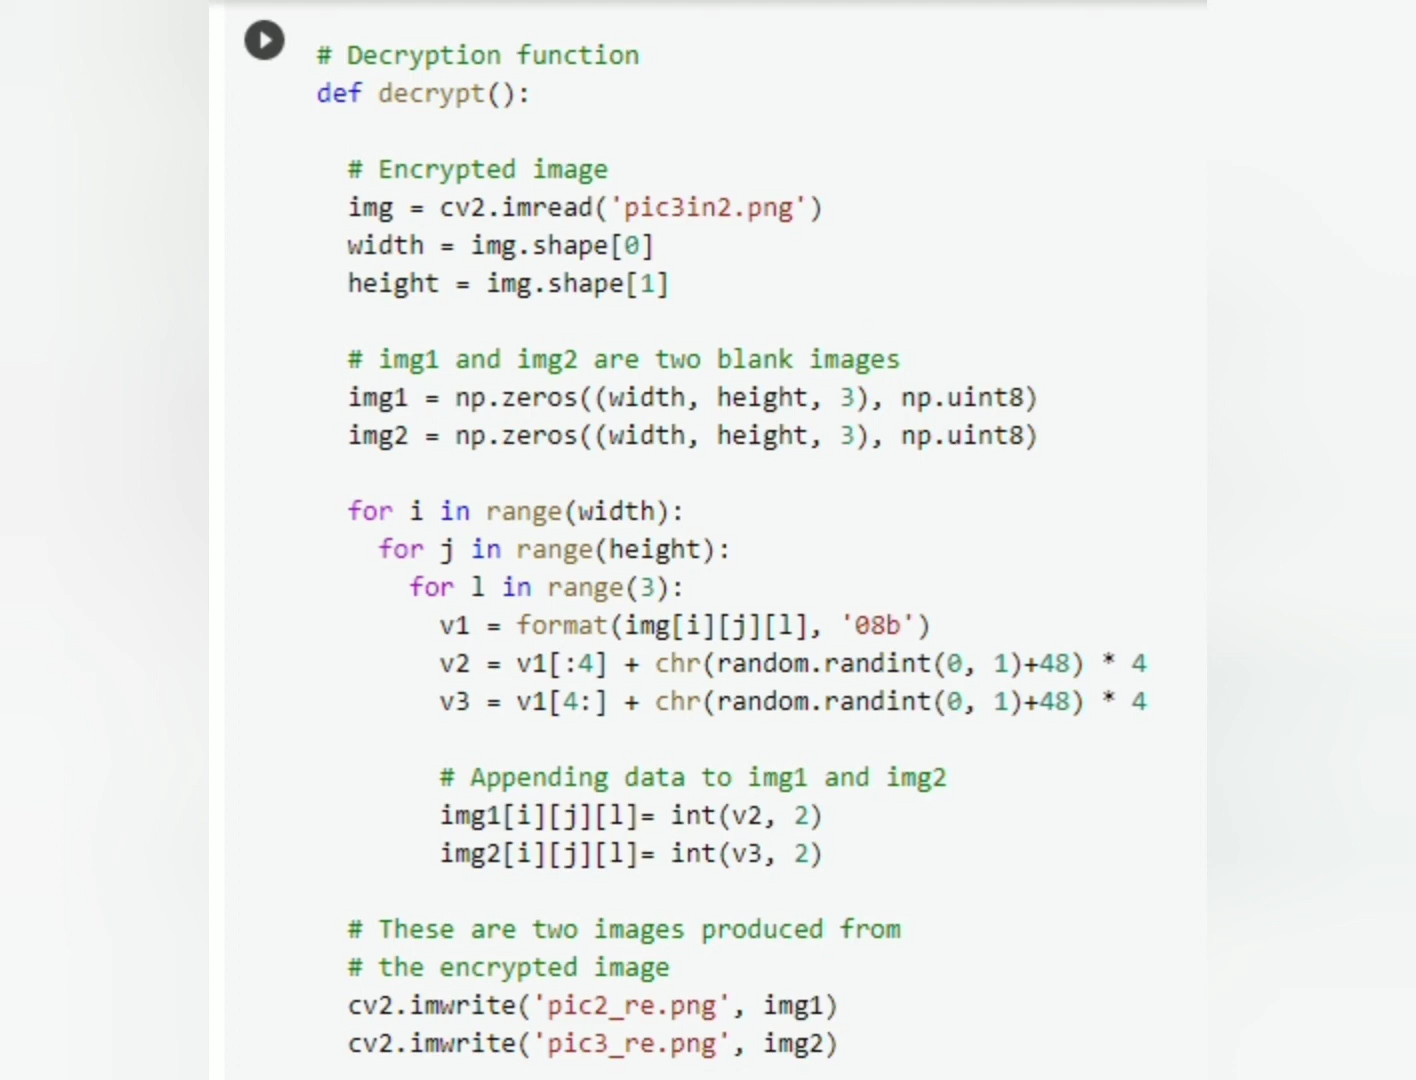 # Decryption function
def decrypt():
# Encrypted image
img = cv2.imread('pic3in2.png')
width = img.shape[0]
height = img.shape[1]
# img1 and img2 are two blank images
img1 = np.zeros((width, height, 3), np.uint8)
img2 = np.zeros((width, height, 3), np.uint8)
for i in range(width):
for j in range(height):
for l in range(3):
v1 = format(img[i][j][l], '08b')
v2 = v1[:4] + chr(random.randint(0, 1)+48) * 4
v3 = v1[4:] + chr(random.randint(0, 1)+48) * 4
# Appending data to img1 and img2
img1[i][j][l]= int(v2, 2)
img2[i][j][l]= int(v3, 2)
# These are two images produced from
# the encrypted image
cv2.imwrite('pic2_re.png', img1)
cv2.imwrite('pic3_re.png', img2)